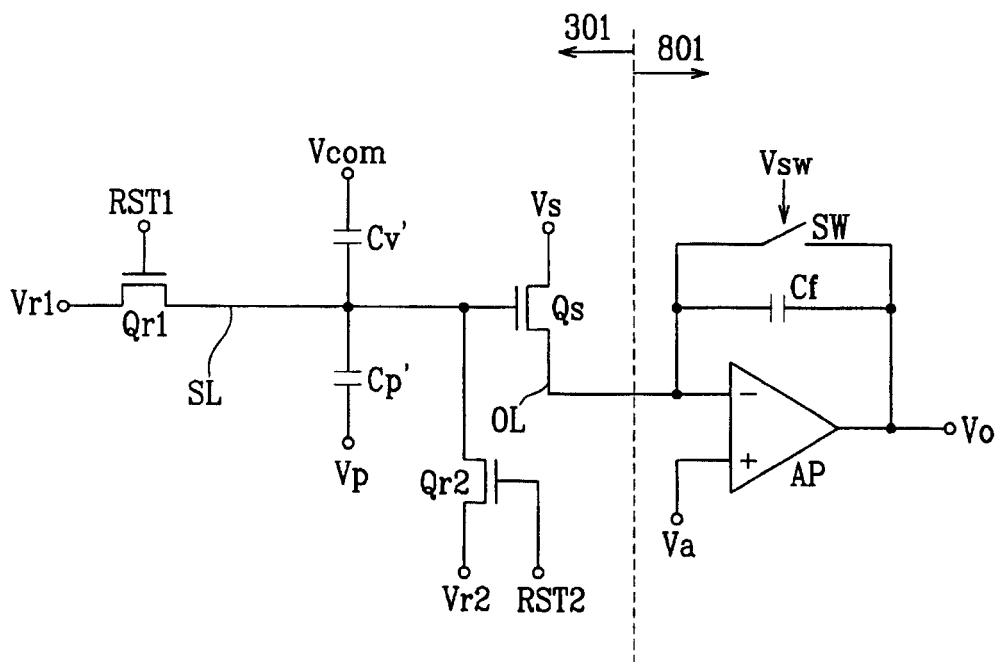 301
801
Vcom
Vsw
RST1
Cv'
Vs
SW
Vr1
Qr1
Qs
Cf
SL
Cp'
OL
−
Vo
Vp
Qr2
+
AP
Va
Vr2
RST2